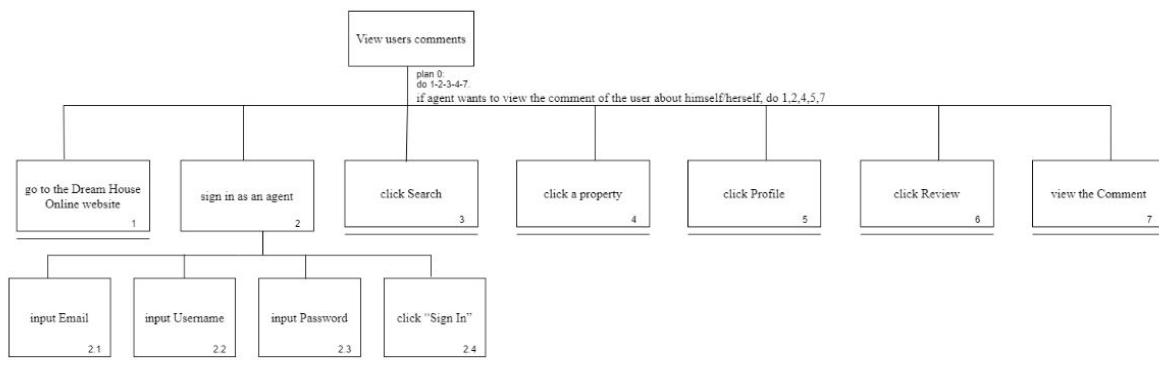 View users comments
plan 0:
do 1-2-3-4-7.
if agent wants to view the comment of the user about himself/herself, do 1,2,4,5,7
go to the Dream House
Online website
1
sign in as an agent
2
click Search
3
click a property
4
click Profile
5
click Review
6
view the Comment
7
input Email
2.1
input Username
2.2
input Password
2.3
click “Sign In”
2.4